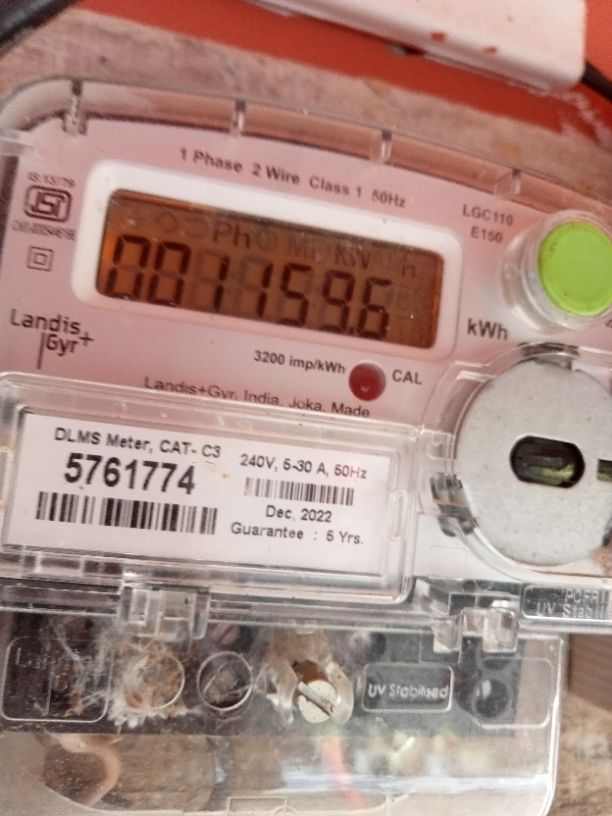 1 Phase 2 Wire Class 1 50Hz
LGC110
E150
001159.6
kWh
Landis
Gyr+
3200 imp/kWh
CAL
Landis+Gyr, India, Joka, Made
DLMS Meter, CAT- C3
5761774
240V, 5-30 A, 50Hz
Dec, 2022
Guarantee : 5 Yrs.
UV Stabilised